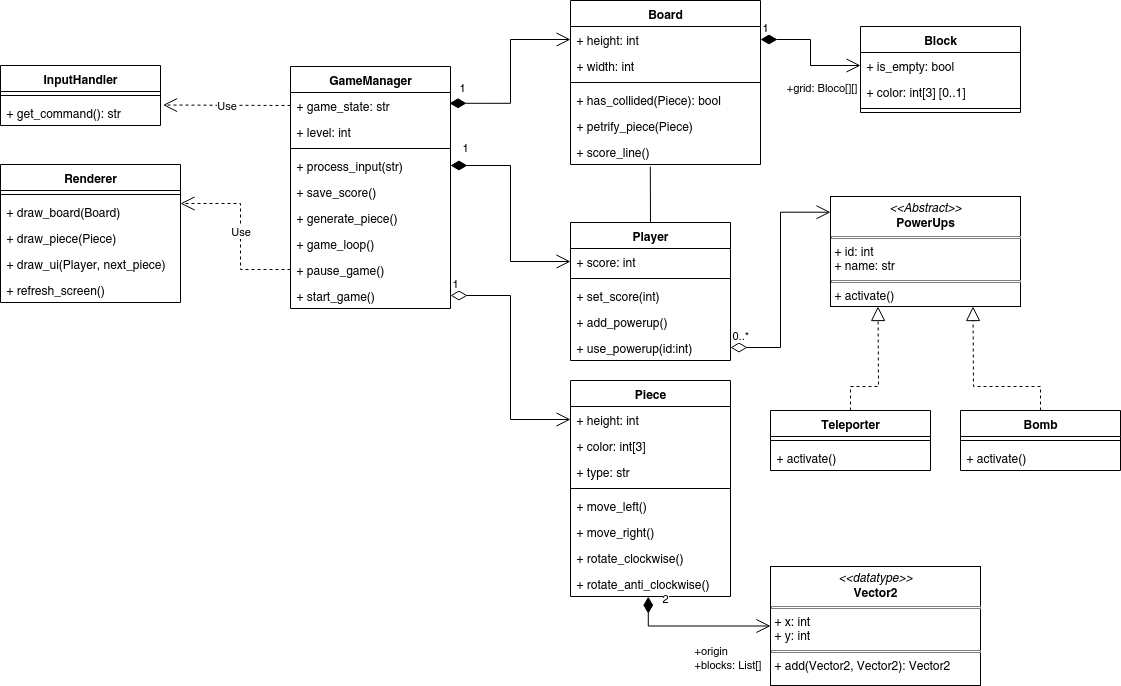 InputHandler
+ get_command(): str
Use
Renderer
+ draw_board(Board)
+ draw_piece(Piece)
+ draw_ui(Player, next_piece)
+ refresh_screen()
Use
GameManager
+ game_state: str
+ level: int
+ process_input(str)
+ save_score()
+ generate_piece()
+ game_loop()
+ pause_game()
+ start_game()
1
1
1
Board
+ height: int
+ width: int
+ has_collided(Piece): bool
+ petrify_piece(Piece)
+ score_line()
1
+grid: Bloco[][]
Block
+ is_empty: bool
+ color: int[3] [0..1]
Player
+ score: int
+ set_score(int)
+ add_powerup()
+ use_powerup(id:int)
0..*
<<Abstract>>
PowerUps
+ id: int
+ name: str
+ activate()
Teleporter
+ activate()
Bomb
+ activate()
Piece
+ height: int
+ color: int[3]
+ type: str
+ move_left()
+ move_right()
+ rotate_clockwise()
+ rotate_anti_clockwise()
2
+origin
+blocks: List[]
<<datatype>>
Vector2
+ x: int
+ y: int
+ add(Vector2, Vector2): Vector2